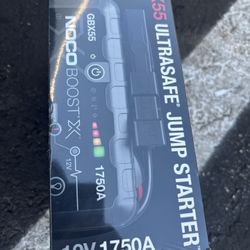 X55 ULTRASAFE® JUMP STARTER
GBX55
NOCO BOOST X
12V
1750A
12V 1750A